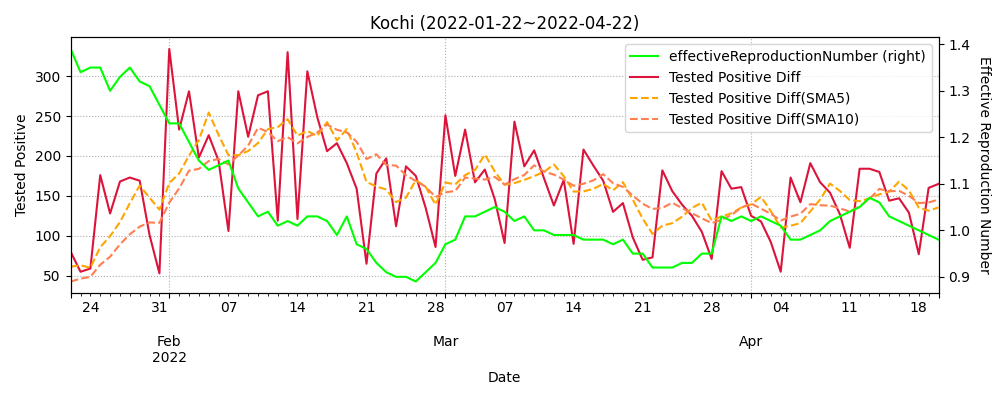 Kochi (2022-01-22~2022-04-22)
effectiveReproductionNumber (right)
Tested Positive Diff
Tested Positive Diff(SMA5)
Tested Positive Diff(SMA10)
Tested Positive
300
250
200
150
100
50
1.4
1.3
1.2
1.1
1.0
0.9
Effective Reproduction Number
24 31 07 14 21 28 07 14 21 28 04 11 18
Feb Mar Apr
2022
Date